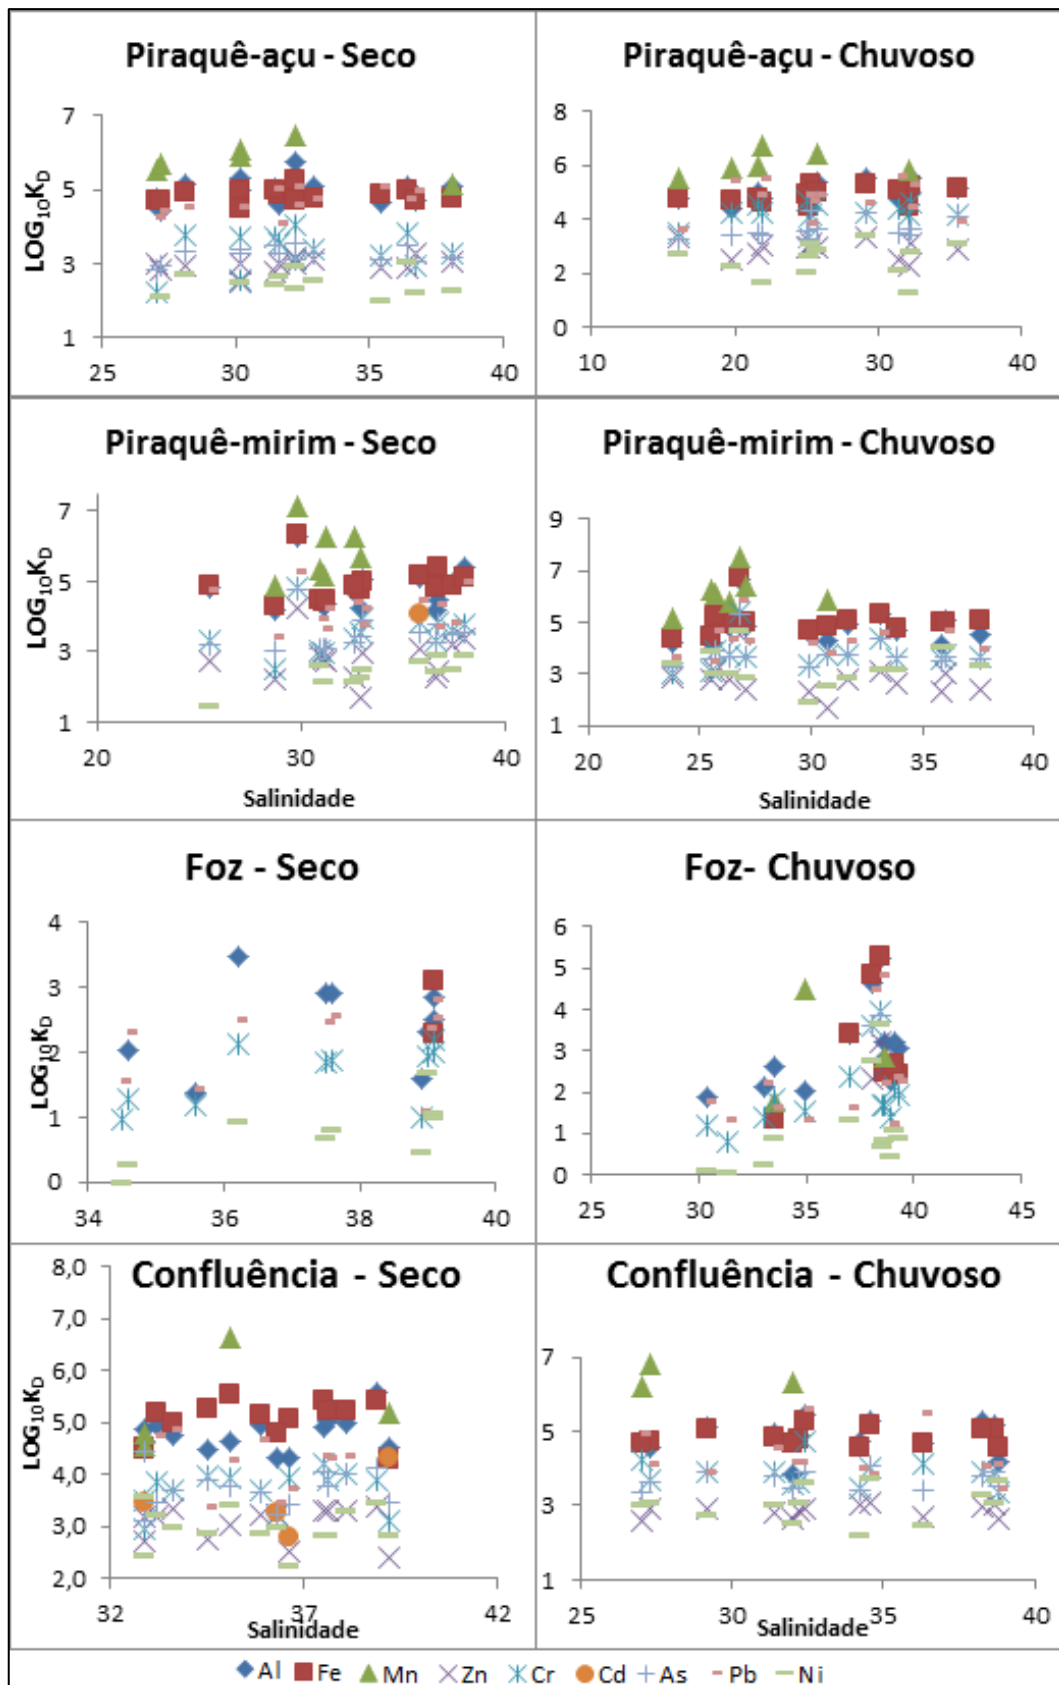 Piraquê-açu - Seco
LOG10KD
7
5
3
1
25 30 35 40
Piraquê-açu - Chuvoso
8
6
4
2
0
10 20 30 40
Piraquê-mirim - Seco
LOG10KD
7
5
3
1
20 30 40
Salinidade
Piraquê-mirim - Chuvoso
9
7
5
3
1
20 25 30 35 40
Salinidade
Foz - Seco
LOG10KD
4
3
2
1
0
34 36 38 40
Foz- Chuvoso
6
5
4
3
2
1
0
25 30 35 40 45
Confluência - Seco
LOG10KD
8,0
7,0
6,0
5,0
4,0
3,0
2,0
32 37 42
Salinidade
Confluência - Chuvoso
7
5
3
1
25 30 35 40
Salinidade
Al Fe Mn Zn Cr Cd As Pb Ni